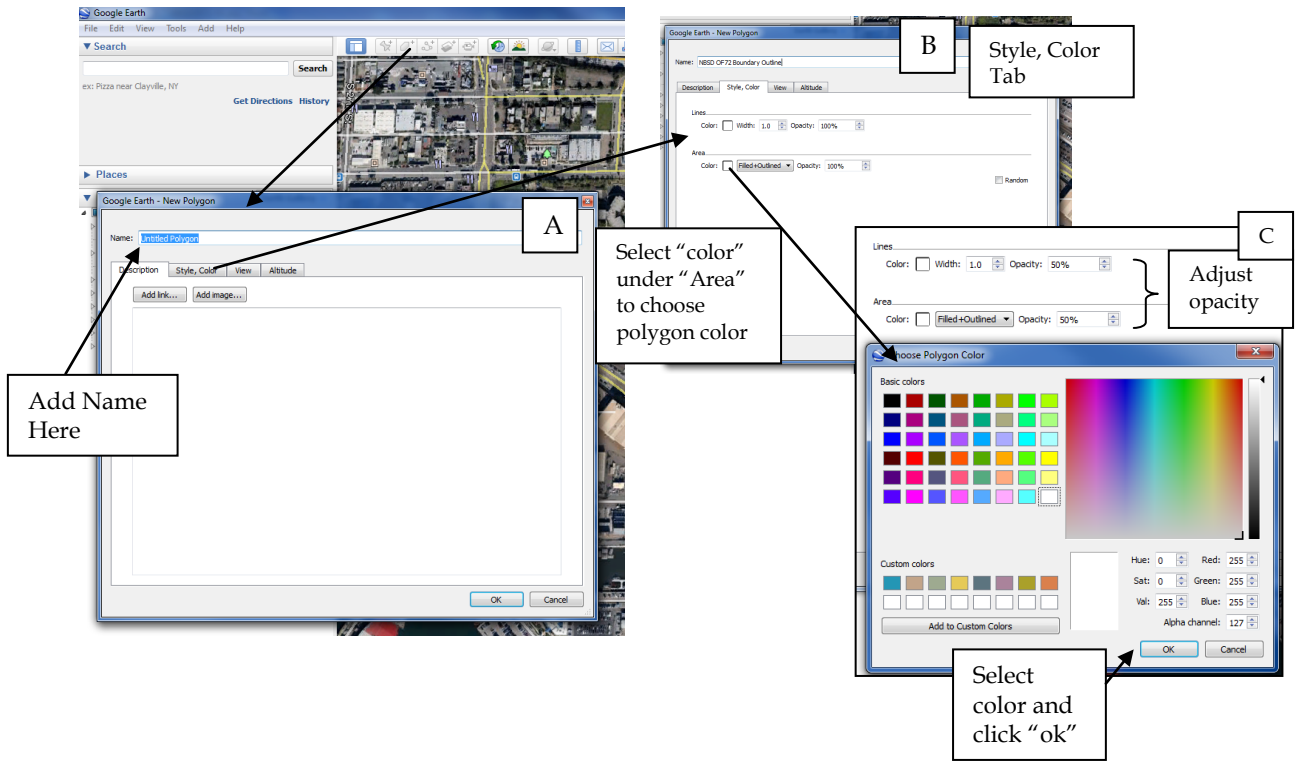 Google Earth
File Edit View Tools Add Help
▼ Search
Search
ex: Pizza near Clayville, NY
Get Directions History
▶ Places
Google Earth - New Polygon
A
Name: Untitled Polygon
Description Style, Color View Altitude
Add link... Add image...
OK Cancel
Add Name
Here
Google Earth - New Polygon
B
Style, Color
Tab
Name: NBSD OF72 Boundary Outline
Description Style, Color View Altitude
Lines
Color: Width: 1.0 Opacity: 100%
Area
Color: Filled+Outlined Opacity: 100%
Random
Select “color”
under “Area”
to choose
polygon color
C
Lines
Color: Width: 1.0 Opacity: 50%
Area
Color: Filled+Outlined Opacity: 50%
Adjust
opacity
Choose Polygon Color
Basic colors
Custom colors
Add to Custom Colors
Hue: 0 Red: 255
Sat: 0 Green: 255
Val: 255 Blue: 255
Alpha channel: 127
OK Cancel
Select
color and
click “ok”